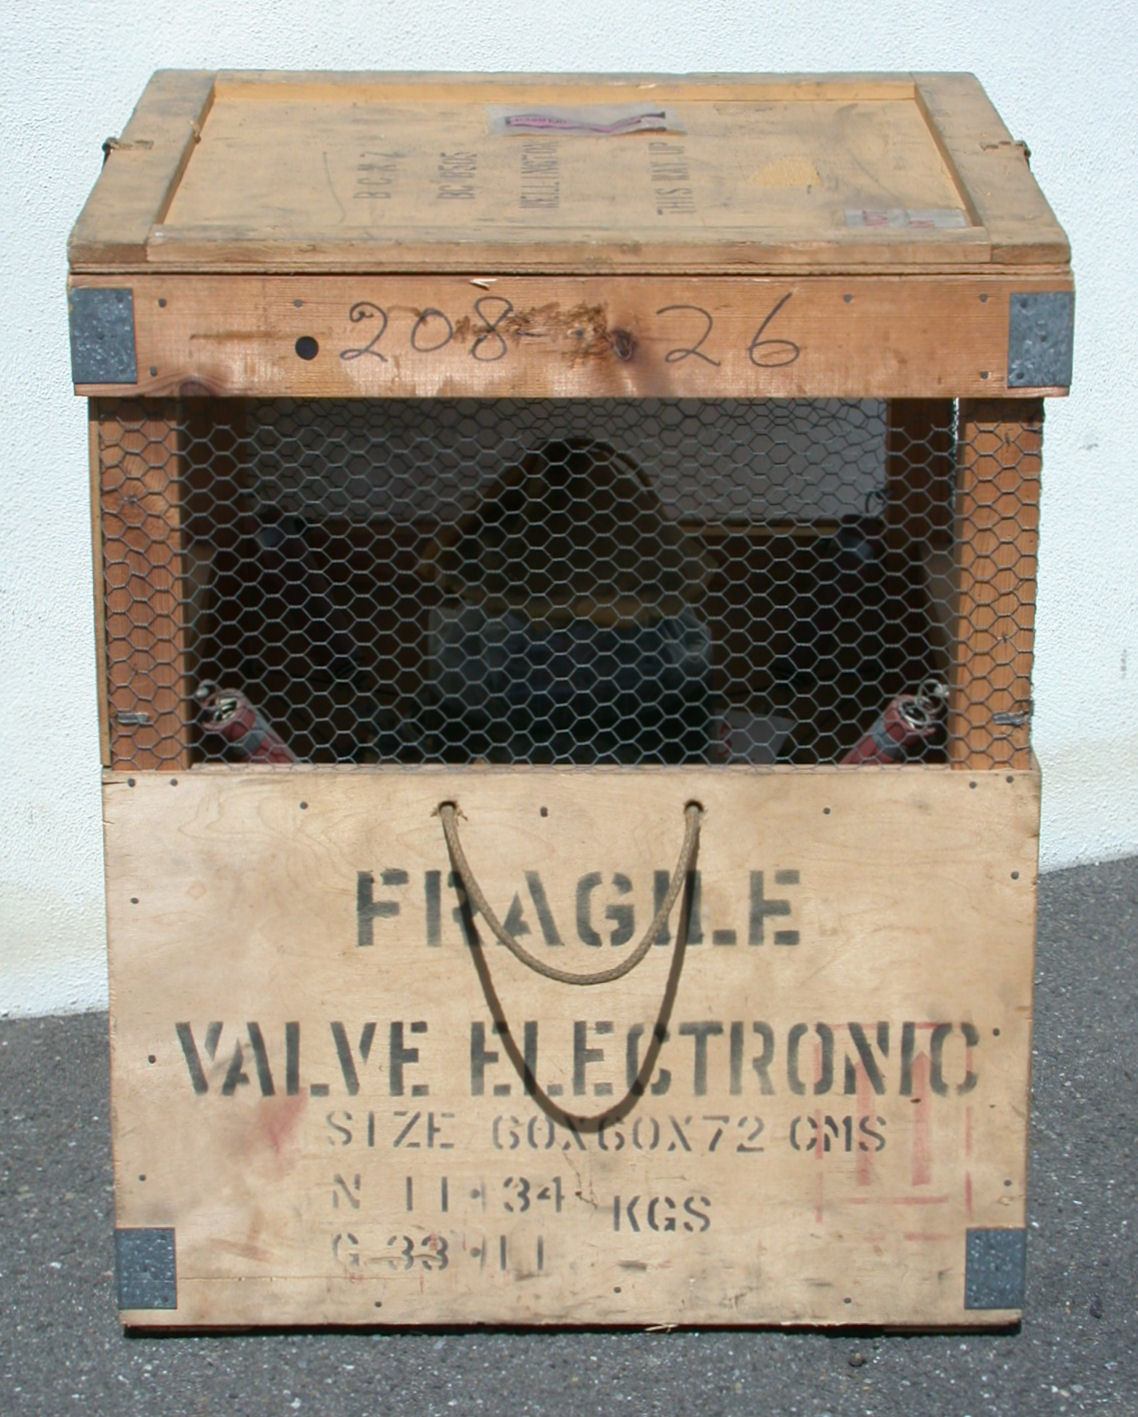 WELLINGTON
THIS WAY UP
208 26
FRAGILE
VALVE ELECTRONIC
SIZE 60X60X72 CMS
N 11·34 KGS
G 33·11